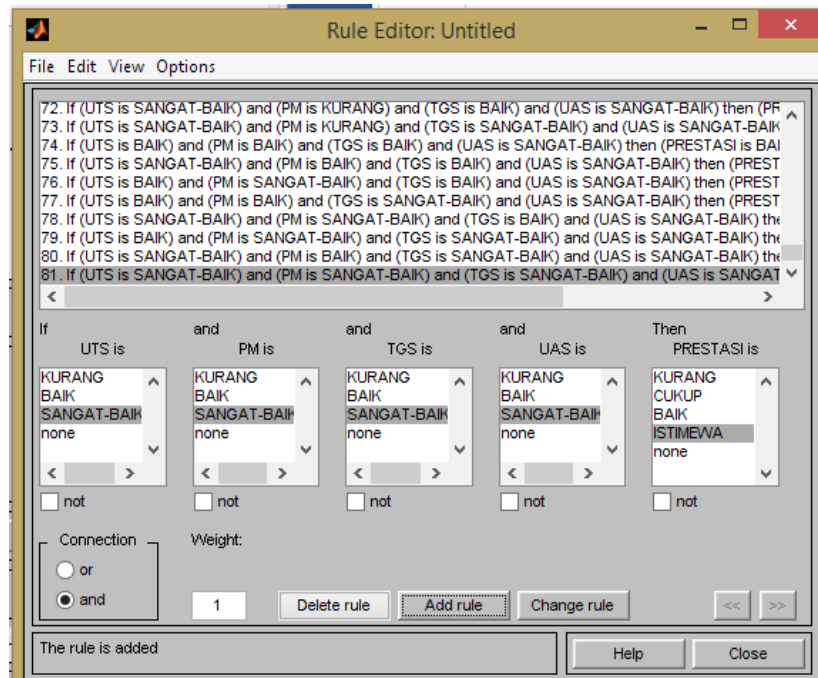 Rule Editor: Untitled
File Edit View Options
72. If (UTS is SANGAT-BAIK) and (PM is KURANG) and (TGS is BAIK) and (UAS is SANGAT-BAIK) then (PR
73. If (UTS is SANGAT-BAIK) and (PM is KURANG) and (TGS is SANGAT-BAIK) and (UAS is SANGAT-BAIK
74. If (UTS is BAIK) and (PM is BAIK) and (TGS is BAIK) and (UAS is SANGAT-BAIK) then (PRESTASI is BAI
75. If (UTS is SANGAT-BAIK) and (PM is BAIK) and (TGS is BAIK) and (UAS is SANGAT-BAIK) then (PREST
76. If (UTS is BAIK) and (PM is SANGAT-BAIK) and (TGS is BAIK) and (UAS is SANGAT-BAIK) then (PREST
77. If (UTS is BAIK) and (PM is BAIK) and (TGS is SANGAT-BAIK) and (UAS is SANGAT-BAIK) then (PREST
78. If (UTS is SANGAT-BAIK) and (PM is SANGAT-BAIK) and (TGS is BAIK) and (UAS is SANGAT-BAIK) the
79. If (UTS is BAIK) and (PM is SANGAT-BAIK) and (TGS is SANGAT-BAIK) and (UAS is SANGAT-BAIK) the
80. If (UTS is SANGAT-BAIK) and (PM is BAIK) and (TGS is SANGAT-BAIK) and (UAS is SANGAT-BAIK) the
81. If (UTS is SANGAT-BAIK) and (PM is SANGAT-BAIK) and (TGS is SANGAT-BAIK) and (UAS is SANGAT
If and and and Then
UTS is PM is TGS is UAS is PRESTASI is
KURANG KURANG KURANG KURANG KURANG
BAIK BAIK BAIK BAIK CUKUP
SANGAT-BAIK SANGAT-BAIK SANGAT-BAIK SANGAT-BAIK BAIK
none none none none ISTIMEWA
none
not not not not not
Connection Weight:
or
and 1 Delete rule Add rule Change rule << >>
The rule is added Help Close